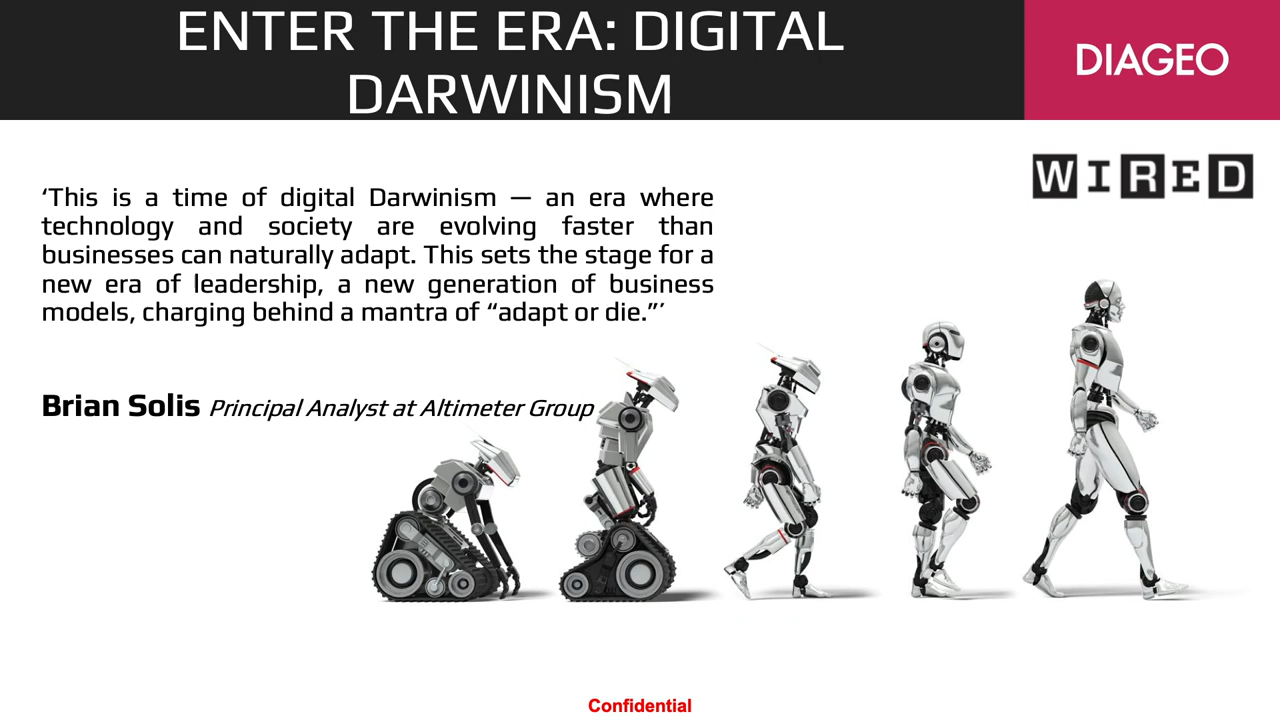 ENTER THE ERA: DIGITAL
DARWINISM
DIAGEO
WIRED
‘This is a time of digital Darwinism — an era where
technology and society are evolving faster than
businesses can naturally adapt. This sets the stage for a
new era of leadership, a new generation of business
models, charging behind a mantra of “adapt or die.”’
Brian Solis Principal Analyst at Altimeter Group
Confidential